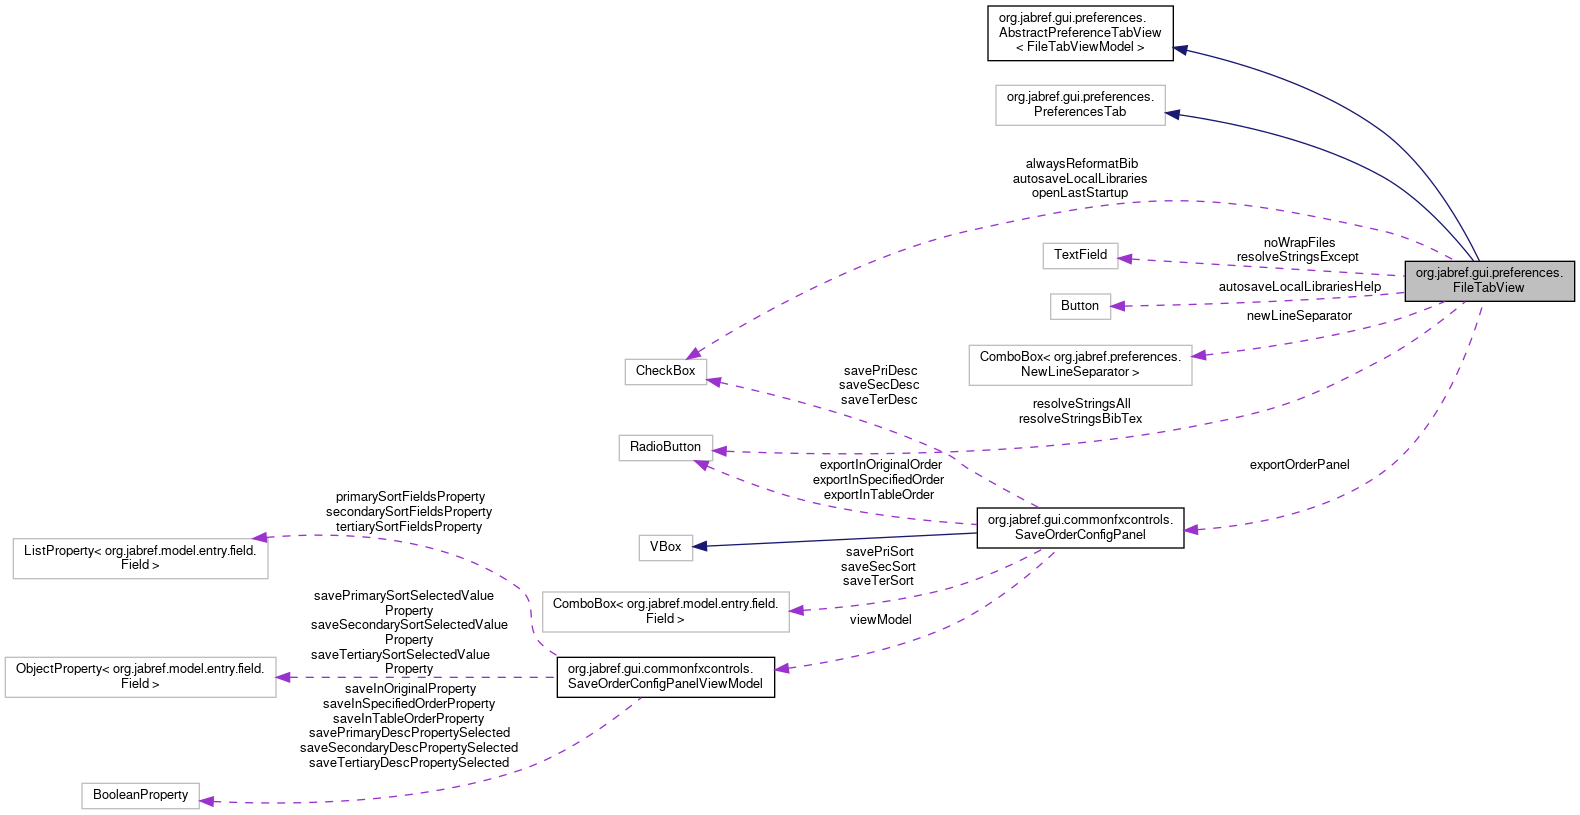 org.jabref.gui.preferences.
AbstractPreferenceTabView
< FileTabViewModel >
org.jabref.gui.preferences.
PreferencesTab
alwaysReformatBib
autosaveLocalLibraries
openLastStartup
noWrapFiles
resolveStringsExcept
TextField
org.jabref.gui.preferences.
FileTabView
autosaveLocalLibrariesHelp
Button
newLineSeparator
ComboBox< org.jabref.preferences.
NewLineSeparator >
CheckBox
savePriDesc
saveSecDesc
saveTerDesc
resolveStringsAll
resolveStringsBibTex
RadioButton
exportInOriginalOrder
exportInSpecifiedOrder
exportInTableOrder
exportOrderPanel
org.jabref.gui.commonfxcontrols.
SaveOrderConfigPanel
primarySortFieldsProperty
secondarySortFieldsProperty
tertiarySortFieldsProperty
ListProperty< org.jabref.model.entry.field.
Field >
VBox
savePriSort
saveSecSort
saveTerSort
ComboBox< org.jabref.model.entry.field.
Field >
viewModel
savePrimarySortSelectedValue
Property
saveSecondarySortSelectedValue
Property
saveTertiarySortSelectedValue
Property
ObjectProperty< org.jabref.model.entry.field.
Field >
org.jabref.gui.commonfxcontrols.
SaveOrderConfigPanelViewModel
saveInOriginalProperty
saveInSpecifiedOrderProperty
saveInTableOrderProperty
savePrimaryDescPropertySelected
saveSecondaryDescPropertySelected
saveTertiaryDescPropertySelected
BooleanProperty